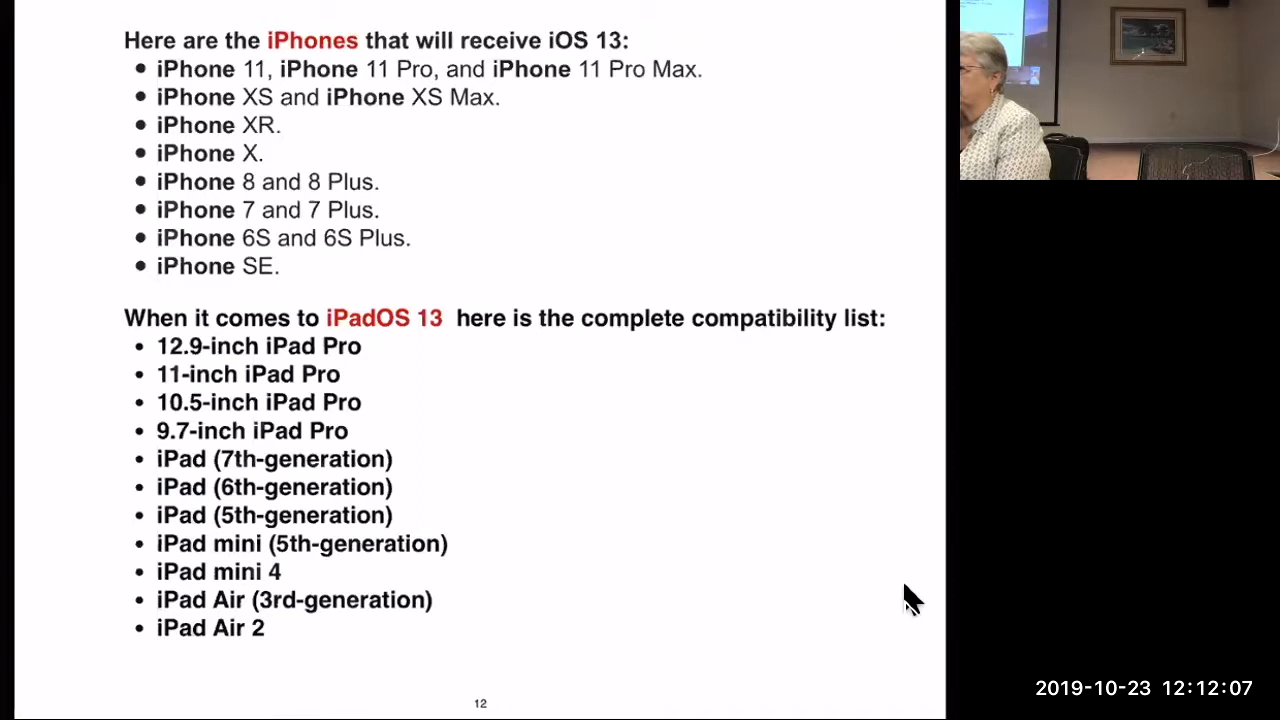 Here are the iPhones that will receive iOS 13:
● iPhone 11, iPhone 11 Pro, and iPhone 11 Pro Max.
● iPhone XS and iPhone XS Max.
● iPhone XR.
● iPhone X.
● iPhone 8 and 8 Plus.
● iPhone 7 and 7 Plus.
● iPhone 6S and 6S Plus.
● iPhone SE.
When it comes to iPadOS 13 here is the complete compatibility list:
• 12.9-inch iPad Pro
• 11-inch iPad Pro
• 10.5-inch iPad Pro
• 9.7-inch iPad Pro
• iPad (7th-generation)
• iPad (6th-generation)
• iPad (5th-generation)
• iPad mini (5th-generation)
• iPad mini 4
• iPad Air (3rd-generation)
• iPad Air 2
12
2019-10-23 12:12:07